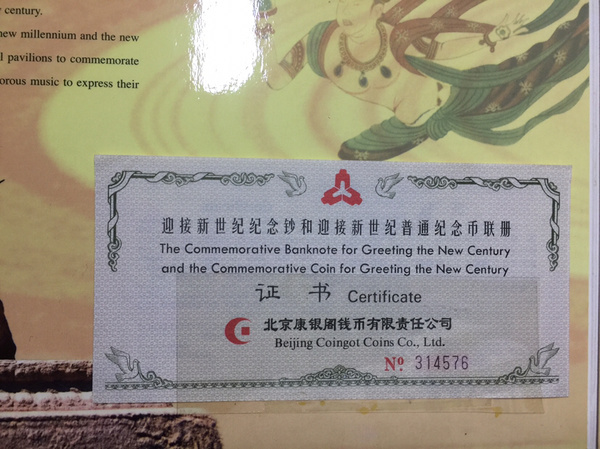 century.
new millennium and the new
pavilions to commemorate
orous music to express their
迎接新世纪纪念钞和迎接新世纪普通纪念币联册
The Commemorative Banknote for Greeting the New Century
and the Commemorative Coin for Greeting the New Century
证 书 Certificate
北京康银阁钱币有限责任公司
Beijing Coingot Coins Co., Ltd.
No. 314576